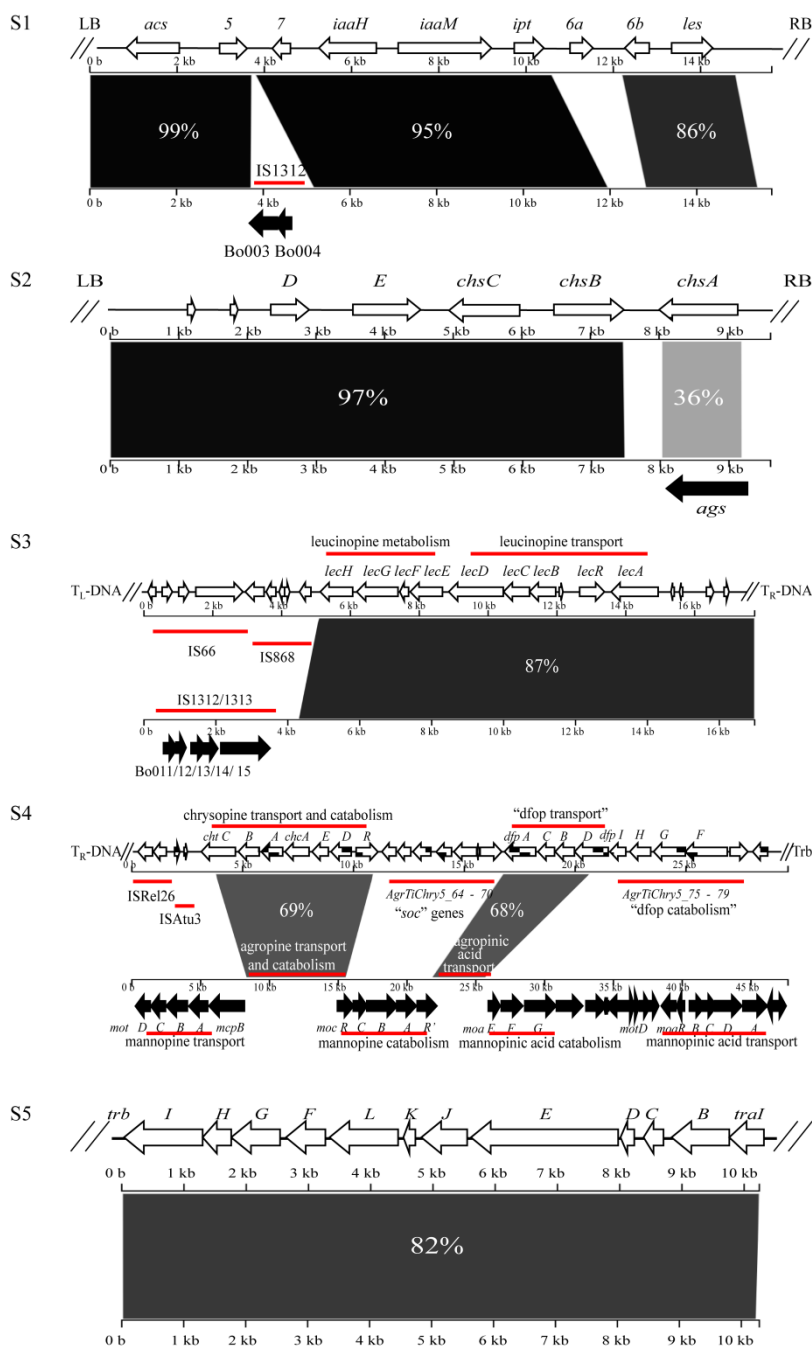 S1 LB acs 5 7 iaaH iaaM ipt 6a 6b les RB
0 b 2 kb 4 kb 6 kb 8 kb 10 kb 12 kb 14 kb
99% 95% 86%
IS1312
0 b 2 kb 4 kb 6 kb 8 kb 10 kb 12 kb 14 kb
Bo003 Bo004
S2 LB D E chsC chsB chsA RB
0 b 1 kb 2 kb 3 kb 4 kb 5 kb 6 kb 7 kb 8 kb 9 kb
97% 36%
0 b 1 kb 2 kb 3 kb 4 kb 5 kb 6 kb 7 kb 8 kb 9 kb
ags
S3 leucinopine metabolism leucinopine transport
lecH lecG lecF lecE lecD lecC lecB lecR lecA
TL-DNA TR-DNA
0 b 2 kb 4 kb 6 kb 8 kb 10 kb 12 kb 14 kb 16 kb
IS66 IS868
87%
IS1312/1313
0 b 2 kb 4 kb 6 kb 8 kb 10 kb 12 kb 14 kb 16 kb
Bo011/12/13/14/ 15
S4 chrysopine transport and catabolism “dfop transport”
cht C B A chcA E D R dfp A C B D dfp I H G F
TR-DNA Trb
0 b 5 kb 10 kb 15 kb 20 kb 25 kb
ISRel26 AgrTiChry5_64 - 70 AgrTiChry5_75 - 79
ISAtu3 69% “soc” genes 68% “dfop catabolism”
agropine transport and catabolism
agropinic acid transport
0 b 5 kb 10 kb 15 kb 20 kb 25 kb 30 kb 35 kb 40 kb 45 kb
mot D C B A mcpB moc R C B A R' moa E F G motD moaR B C D A
mannopine transport mannopine catabolism mannopinic acid catabolism mannopinic acid transport
S5 trb I H G F L K J E D C B traI
0 b 1 kb 2 kb 3 kb 4 kb 5 kb 6 kb 7 kb 8 kb 9 kb 10 kb
82%
0 b 1 kb 2 kb 3 kb 4 kb 5 kb 6 kb 7 kb 8 kb 9 kb 10 kb